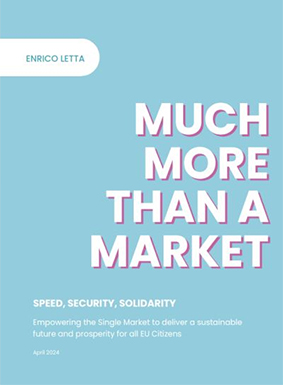 ENRICO LETTA
MUCH
MORE
THAN A
MARKET
SPEED, SECURITY, SOLIDARITY
Empowering the Single Market to deliver a sustainable
future and prosperity for all EU Citizens
April 2024